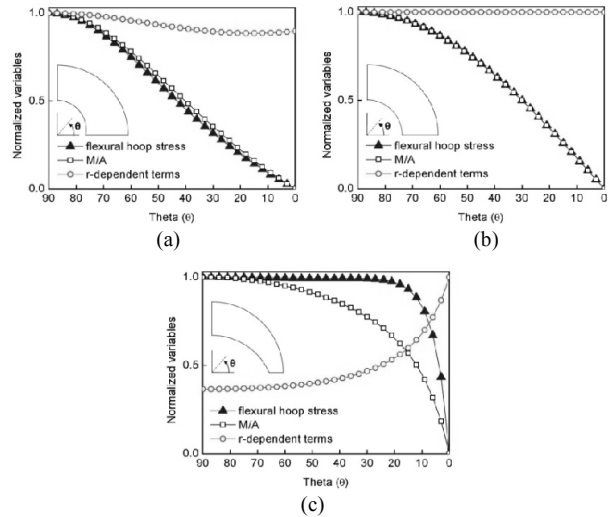 Normalized variables
1.0
0.5
0.0
θ
flexural hoop stress
M/A
r-dependent terms
90 80 70 60 50 40 30 20 10 0
Theta (θ)
(a)
Normalized variables
1.0
0.5
0.0
θ
flexural hoop stress
M/A
r-dependent terms
90 80 70 60 50 40 30 20 10 0
Theta (θ)
(b)
Normalized variables
1.0
0.5
0.0
θ
flexural hoop stress
M/A
r-dependent terms
90 80 70 60 50 40 30 20 10 0
Theta (θ)
(c)